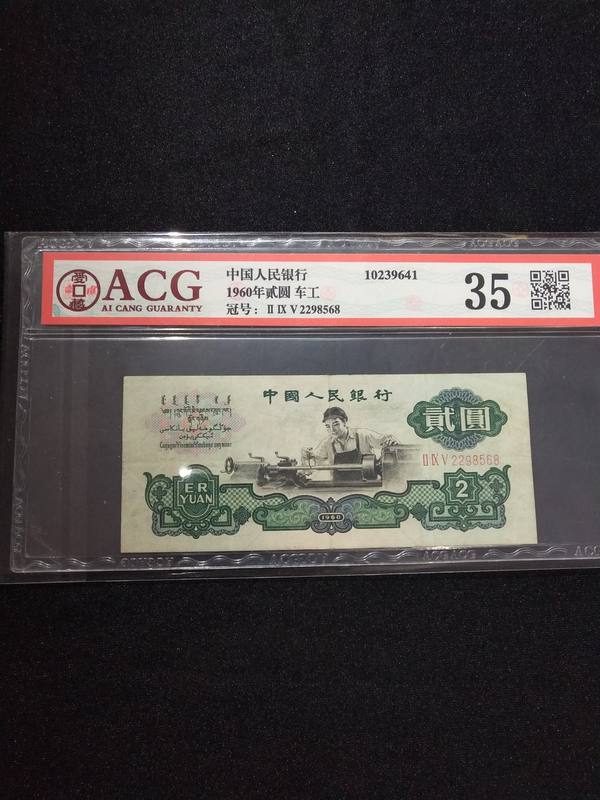 ACG
AI CANG GUARANTY
中国人民银行
1960年贰圆 车工
冠号: II IX V 2298568
10239641
35
中國人民銀行
貳圓
II IX V 2298568
ER
YUAN
1960
2